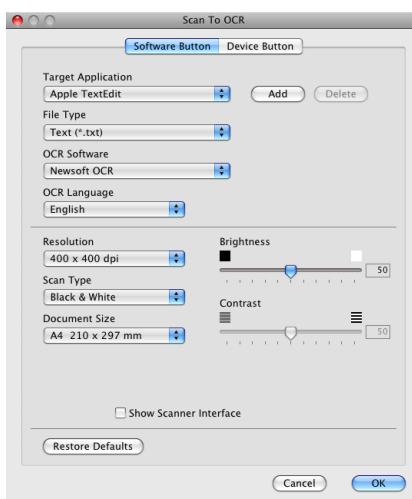 Scan To OCR
Software Button Device Button
Target Application
Apple TextEdit Add Delete
File Type
Text (*.txt)
OCR Software
Newsoft OCR
OCR Language
English
Resolution Brightness
400 x 400 dpi 50
Scan Type
Black & White Contrast
Document Size 50
A4 210 x 297 mm
Show Scanner Interface
Restore Defaults
Cancel OK